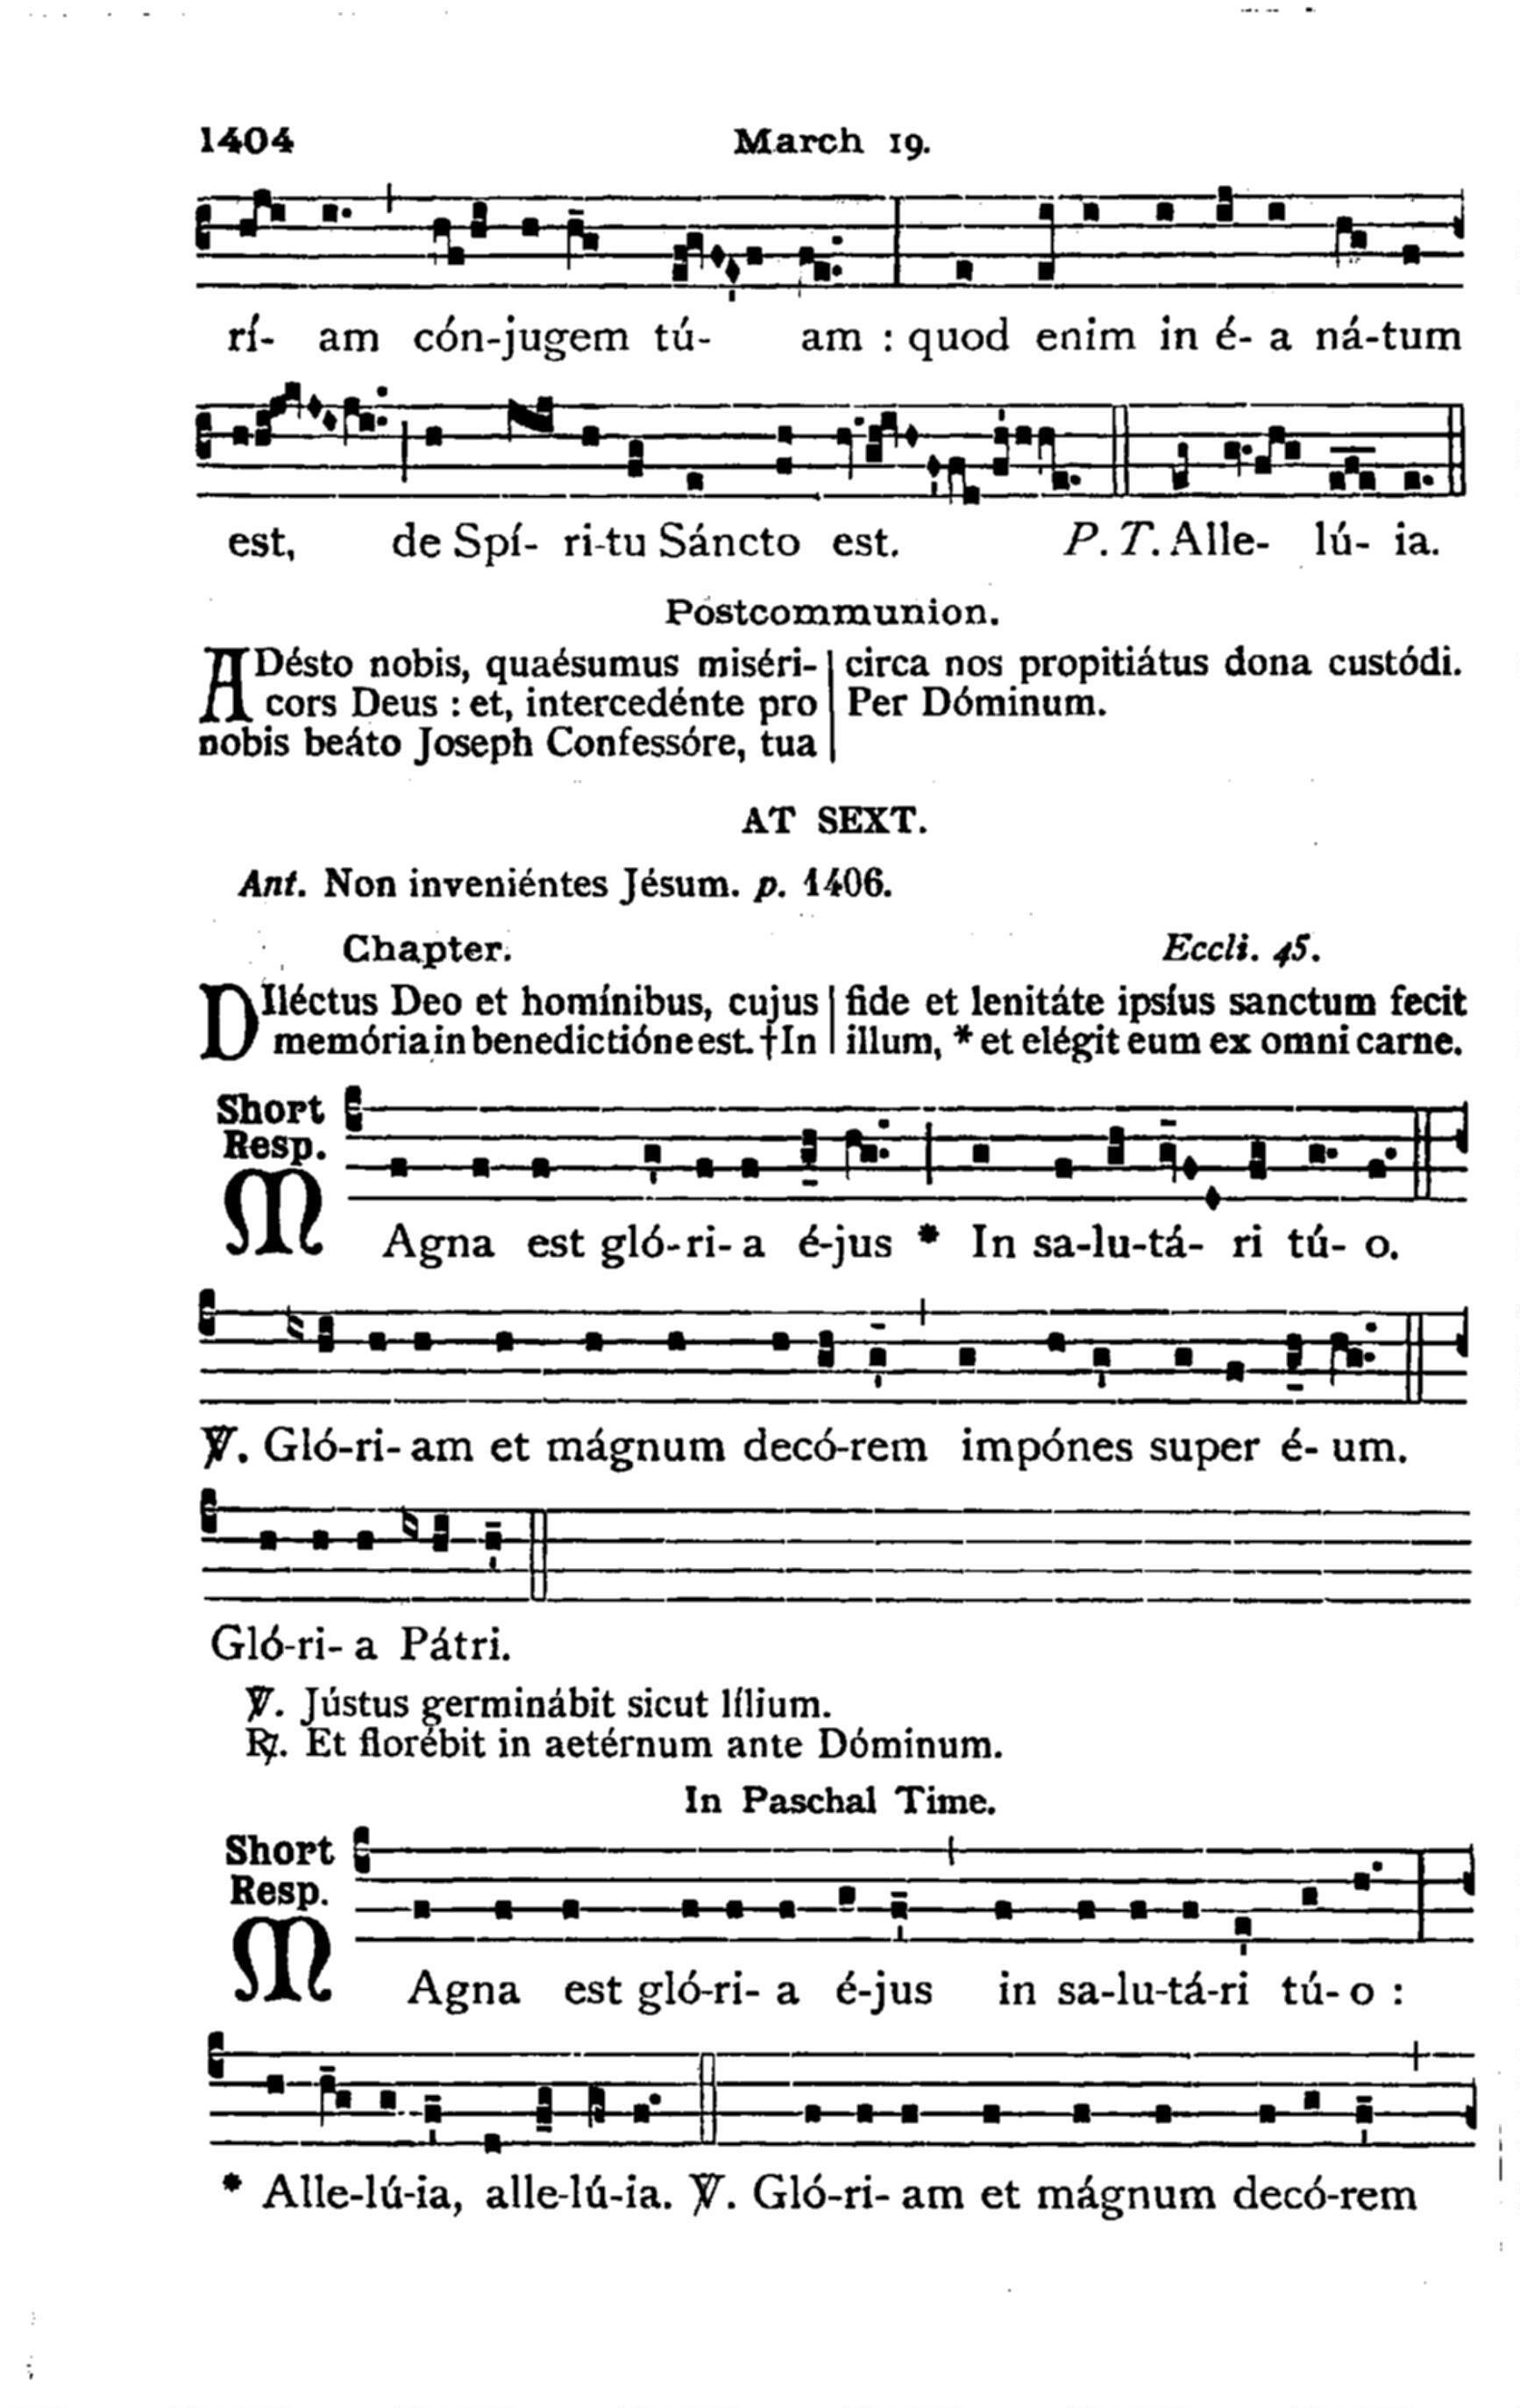 1404
March 19.
rí- am cón-jugem tú- am : quod enim in é- a ná-tum
est, de Spí- ri-tu Sáncto est. P. T. Alle- lú- ia.
Postcommunion.
ADésto nobis, quaésumus miséri-
cors Deus : et, intercedénte pro
nobis beáto Joseph Confessóre, tua
circa nos propitiátus dona custódi.
Per Dóminum.
AT SEXT.
Ant. Non inveniéntes Jésum. p. 1406.
Chapter. Eccli. 45.
DIléctus Deo et homínibus, cujus
memória in benedictióne est. † In
fide et lenitáte ipsíus sanctum fecit
illum, * et elégit eum ex omni carne.
Short
Resp.
MAgna est gló-ri- a é-jus * In sa-lu-tá- ri tú- o.
℣. Gló-ri- am et mágnum decó-rem impónes super é- um.
Gló-ri- a Pátri.
℣. Jústus germinábit sicut lílium.
℟. Et florébit in aetérnum ante Dóminum.
In Paschal Time.
Short
Resp.
MAgna est gló-ri- a é-jus in sa-lu-tá-ri tú- o :
* Alle-lú-ia, alle-lú-ia. ℣. Gló-ri- am et mágnum decó-rem